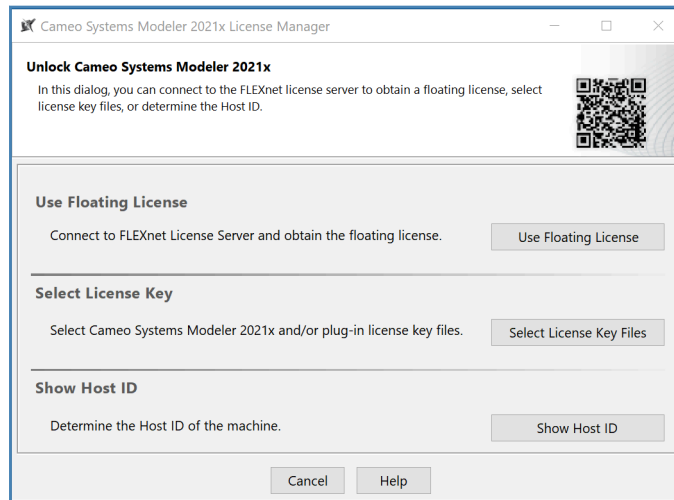 Cameo Systems Modeler 2021x License Manager
Unlock Cameo Systems Modeler 2021x
In this dialog, you can connect to the FLEXnet license server to obtain a floating license, select
license key files, or determine the Host ID.
Use Floating License
Connect to FLEXnet License Server and obtain the floating license.
Use Floating License
Select License Key
Select Cameo Systems Modeler 2021x and/or plug-in license key files.
Select License Key Files
Show Host ID
Determine the Host ID of the machine.
Show Host ID
Cancel
Help